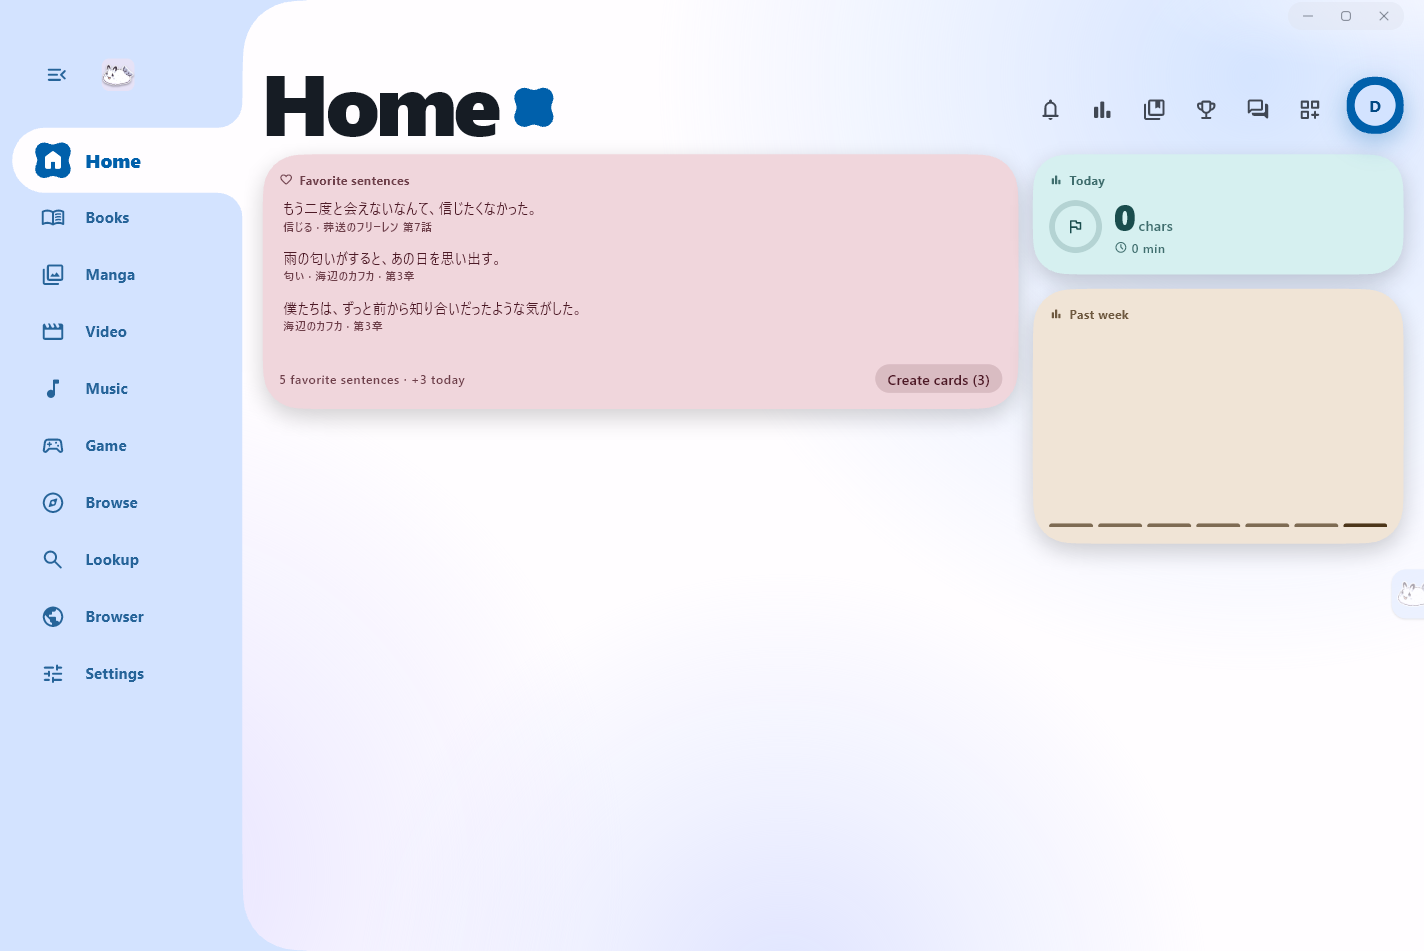 Home
Books
Manga
Video
Music
Game
Browse
Lookup
Browser
Settings
Home
D
Favorite sentences
もう二度と会えないなんて、信じたくなかった。
信じる · 葬送のフリーレン 第7話
雨の匂いがすると、あの日を思い出す。
匂い · 海辺のカフカ · 第3章
僕たちは、ずっと前から知り合いだったような気がした。
海辺のカフカ · 第3章
5 favorite sentences · +3 today
Create cards (3)
Today
0 chars
0 min
Past week